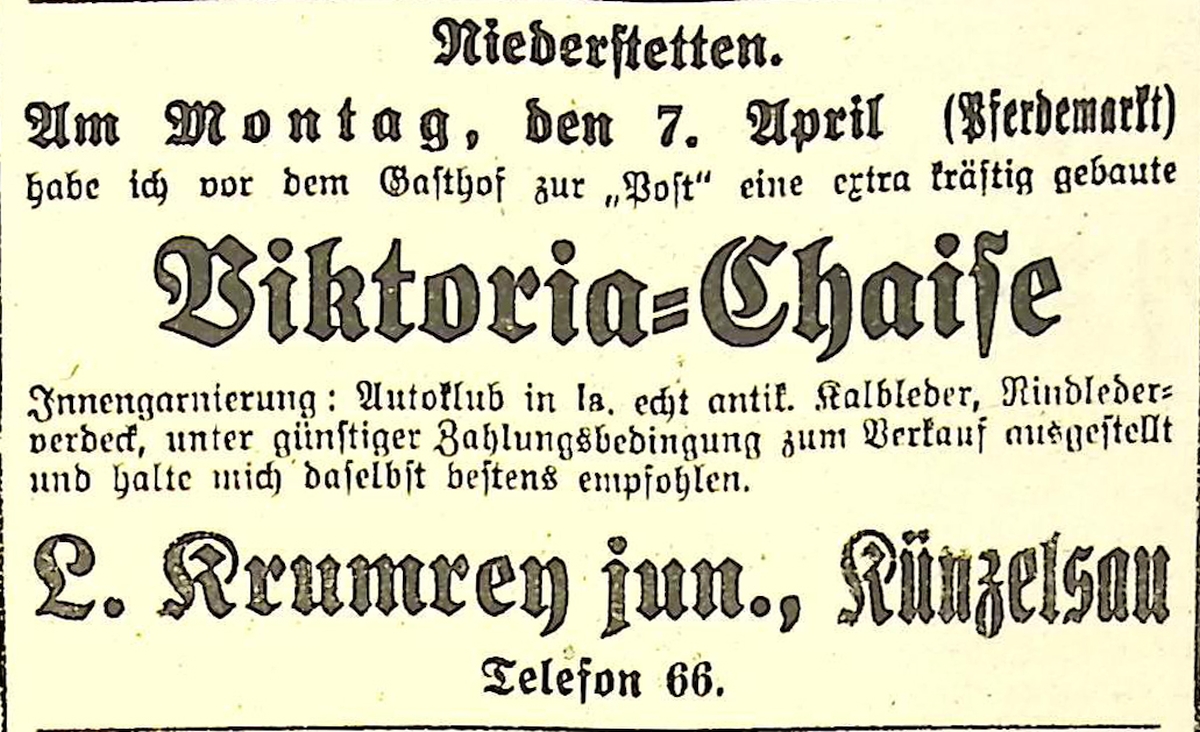 Niederstetten.
Am Montag, den 7. April (Pferdemarkt)
habe ich vor dem Gasthof zur „Post“ eine extra kräftig gebaute
Viktoria-Chaise
Innengarnierung: Autoklub in Ia. echt antik. Kalbleder, Rindleder-
verdeck, unter günstiger Zahlungsbedingung zum Verkauf ausgestellt
und halte mich daselbst bestens empfohlen.
L. Krumrey jun., Künzelsau
Telefon 66.